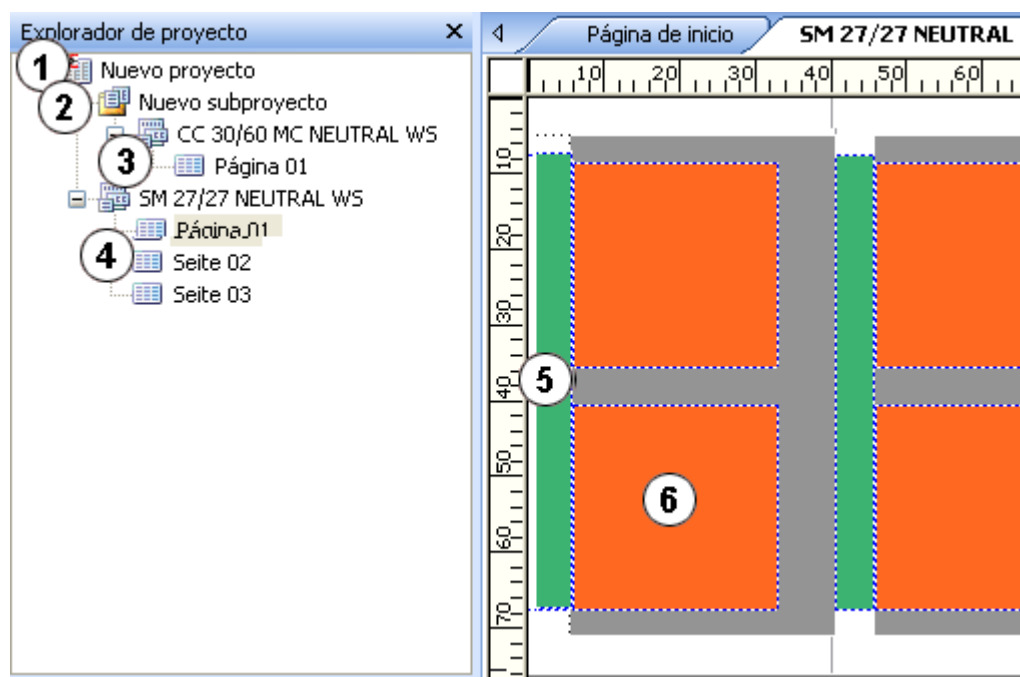 Explorador de proyecto
1 Nuevo proyecto
2 Nuevo subproyecto
CC 30/60 MC NEUTRAL WS
3 Página 01
SM 27/27 NEUTRAL WS
Página 01
4 Seite 02
Seite 03
Página de inicio SM 27/27 NEUTRAL
10 20 30 40 50 60
10
20
30
40
50
60
70
5
6